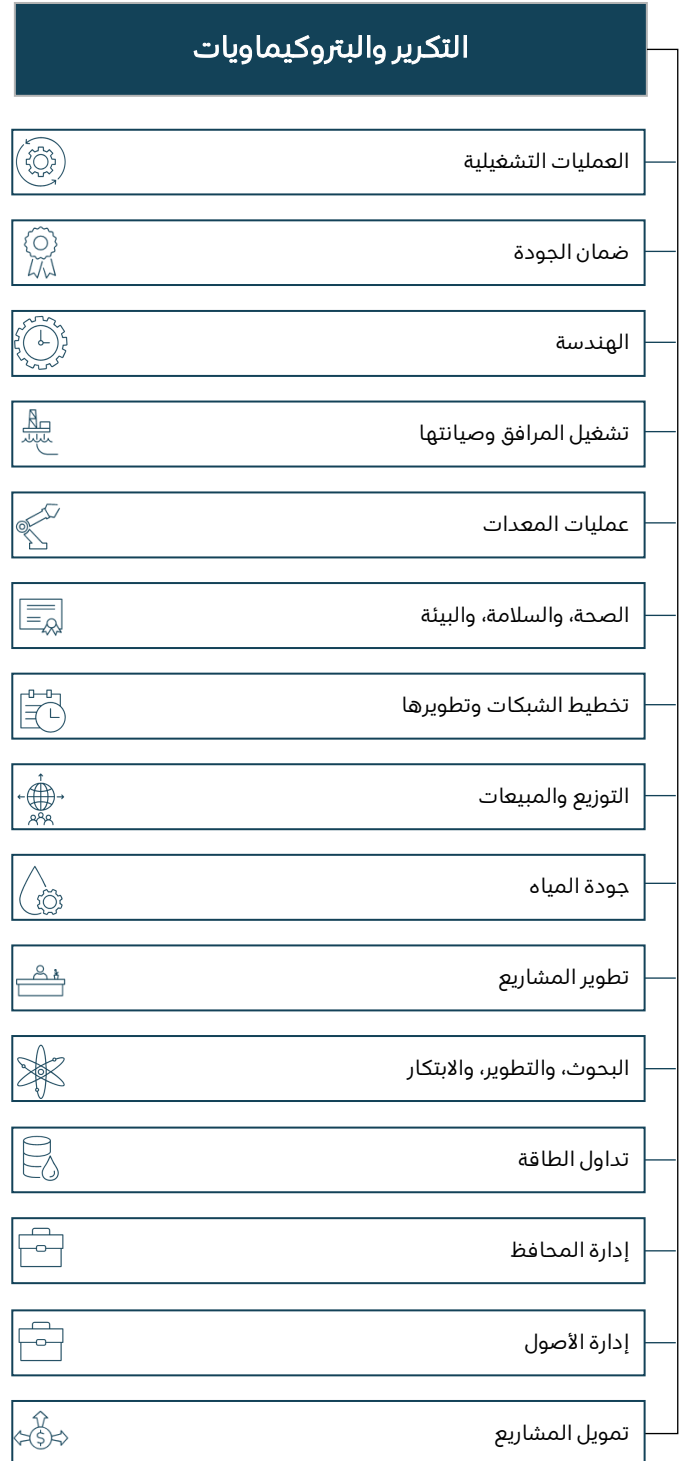 التكرير والبتروكيماويات
العمليات التشغيلية
ضمان الجودة
الهندسة
تشغيل المرافق وصيانتها
عمليات المعدات
الصحة، والسلامة، والبيئة
تخطيط الشبكات وتطويرها
التوزيع والمبيعات
جودة المياه
تطوير المشاريع
البحوث، والتطوير، والابتكار
تداول الطاقة
إدارة المحافظ
إدارة الأصول
تمويل المشاريع